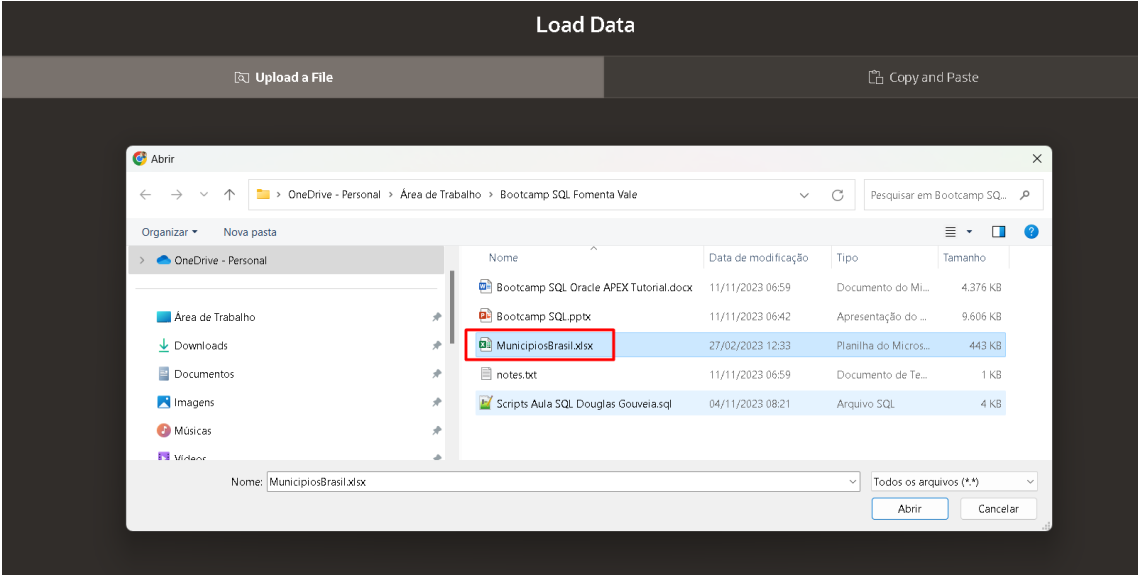 Load Data
Upload a File
Copy and Paste
Abrir
OneDrive - Personal > Área de Trabalho > Bootcamp SQL Fomenta Vale
Pesquisar em Bootcamp SQ...
Organizar
Nova pasta
OneDrive - Personal
Área de Trabalho
Downloads
Documentos
Imagens
Músicas
Vídeos
Nome Data de modificação Tipo Tamanho
Bootcamp SQL Oracle APEX Tutorial.docx 11/11/2023 06:59 Documento do Mi... 4.376 KB
Bootcamp SQL.pptx 11/11/2023 06:42 Apresentação do ... 9.606 KB
MunicipiosBrasil.xlsx 27/02/2023 12:33 Planilha do Micros... 443 KB
notes.txt 11/11/2023 06:59 Documento de Te... 1 KB
Scripts Aula SQL Douglas Gouveia.sql 04/11/2023 08:21 Arquivo SQL 4 KB
Nome: MunicipiosBrasil.xlsx
Todos os arquivos (*.*)
Abrir
Cancelar